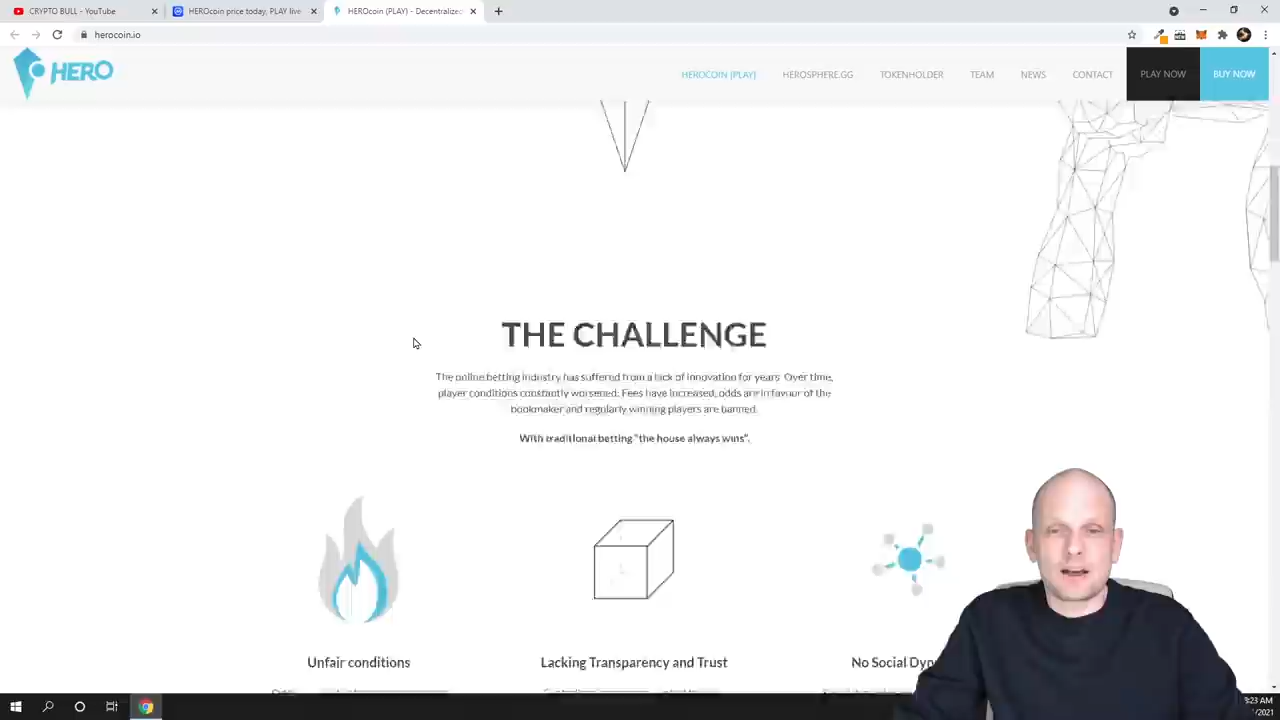 CRYPTO BULL - YouTube
HEROcoin price today, PLAY live
HEROcoin (PLAY) - Decentralize
herocoin.io
HERO
HEROCOIN (PLAY)
HEROSPHERE.GG
TOKENHOLDER
TEAM
NEWS
CONTACT
PLAY NOW
BUY NOW
THE CHALLENGE
The online betting industry has suffered from a lack of innovation for years. Over time,
player conditions constantly worsened: Fees have increased, odds are in favour of the
bookmaker and regularly winning players are banned.
With traditional betting "the house always wins".
Unfair conditions
Lacking Transparency and Trust
No Social Dyn
9:23 AM
/2021